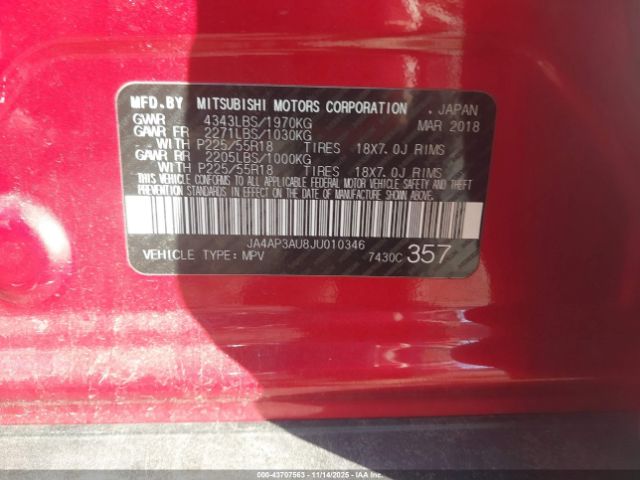 MFD.BY MITSUBISHI MOTORS CORPORATION . JAPAN
GVWR 4343LBS/1970KG MAR 2018
GAWR FR 2271LBS/1030KG
WITH P225/55R18 TIRES 18X7.0J RIMS
GAWR RR 2205LBS/1000KG
WITH P225/55R18 TIRES 18X7.0J RIMS
THIS VEHICLE CONFORMS TO ALL APPLICABLE FEDERAL MOTOR VEHICLE SAFETY AND THEFT
PREVENTION STANDARDS IN EFFECT ON THE DATE OF MANUFACTURE SHOWN ABOVE.
JA4AP3AU8JU010346
VEHICLE TYPE: MPV 7430C 357
000-43707563 - 11/14/2025 - IAAI.COM